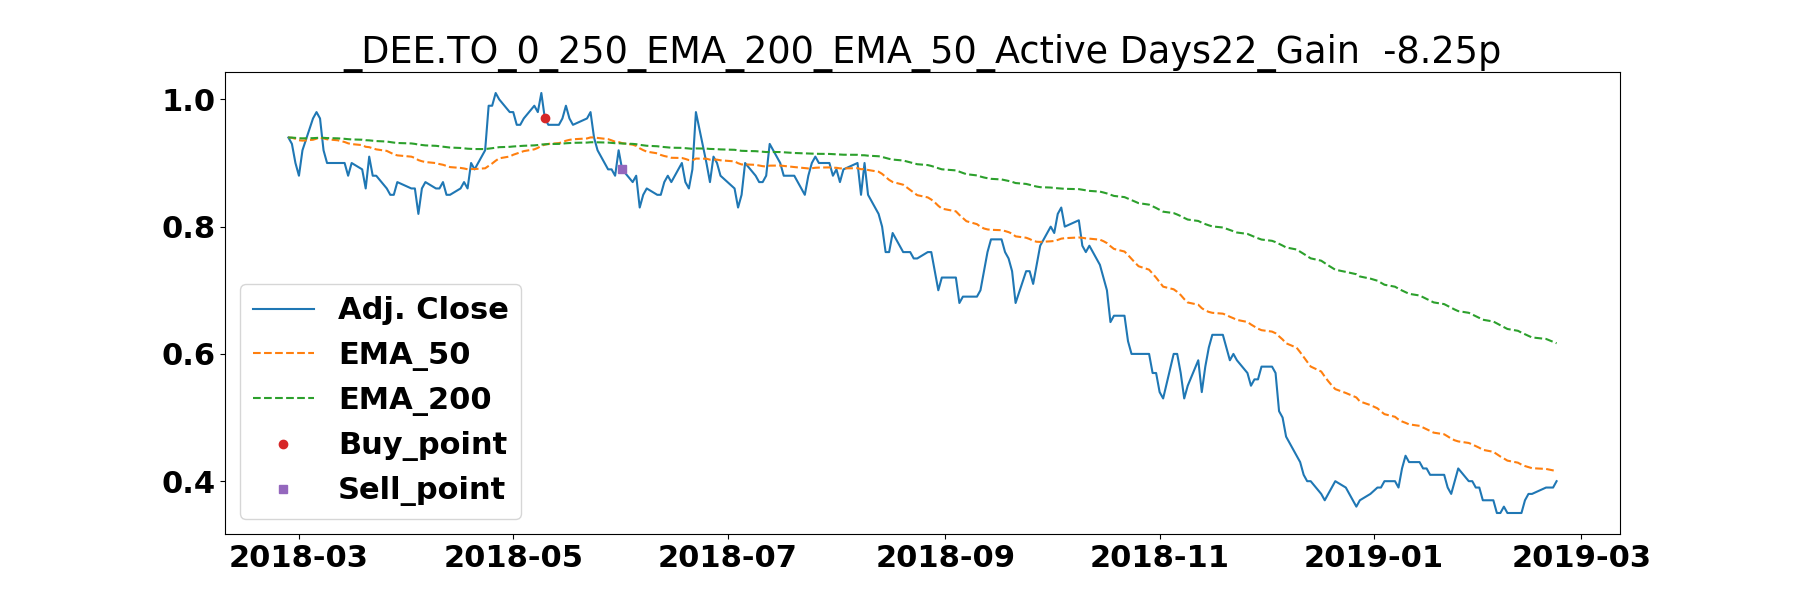 _DEE.TO_0_250_EMA_200_EMA_50_Active Days22_Gain  -8.25p
1.0
0.8
0.6
0.4
Adj. Close
EMA_50
EMA_200
Buy_point
Sell_point
2018-03 2018-05 2018-07 2018-09 2018-11 2019-01 2019-03